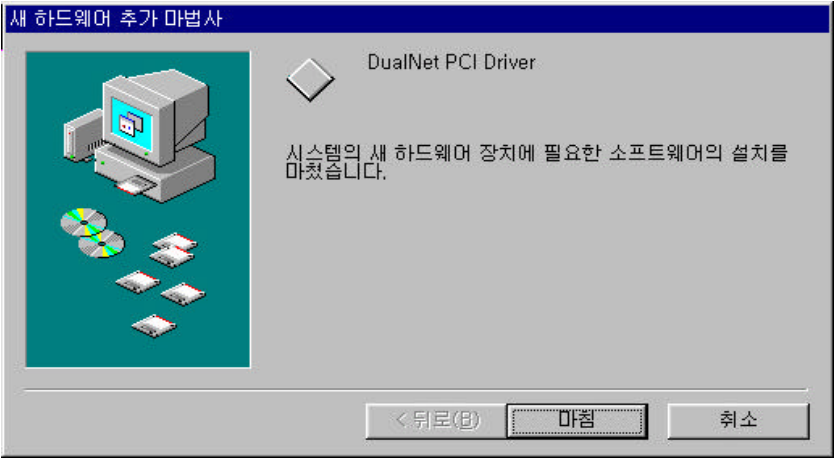 새 하드웨어 추가 마법사
DualNet PCI Driver
시스템의 새 하드웨어 장치에 필요한 소프트웨어의 설치를
마쳤습니다.
< 뒤로(B)
마침
취소